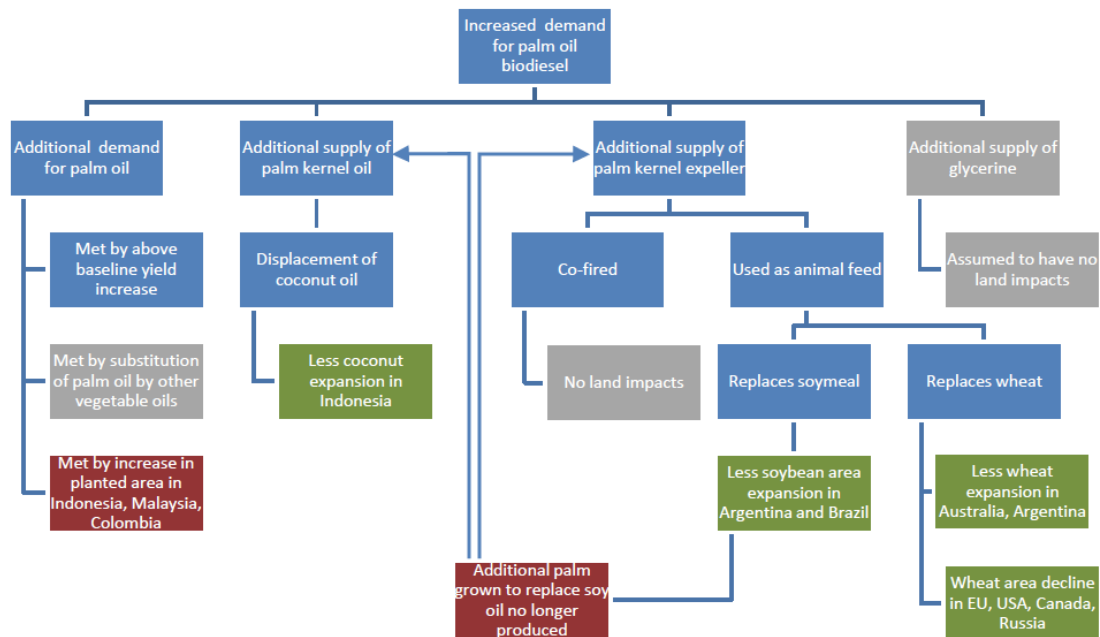 Increased demand
for palm oil
biodiesel
Additional demand
for palm oil
Additional supply of
palm kernel oil
Additional supply of
palm kernel expeller
Additional supply of
glycerine
Met by above
baseline yield
increase
Displacement of
coconut oil
Co-fired
Used as animal feed
Assumed to have no
land impacts
Met by substitution
of palm oil by other
vegetable oils
Less coconut
expansion in
Indonesia
No land impacts
Replaces soymeal
Replaces wheat
Met by increase in
planted area in
Indonesia, Malaysia,
Colombia
Less soybean area
expansion in
Argentina and Brazil
Less wheat
expansion in
Australia, Argentina
Additional palm
grown to replace soy
oil no longer
produced
Wheat area decline
in EU, USA, Canada,
Russia